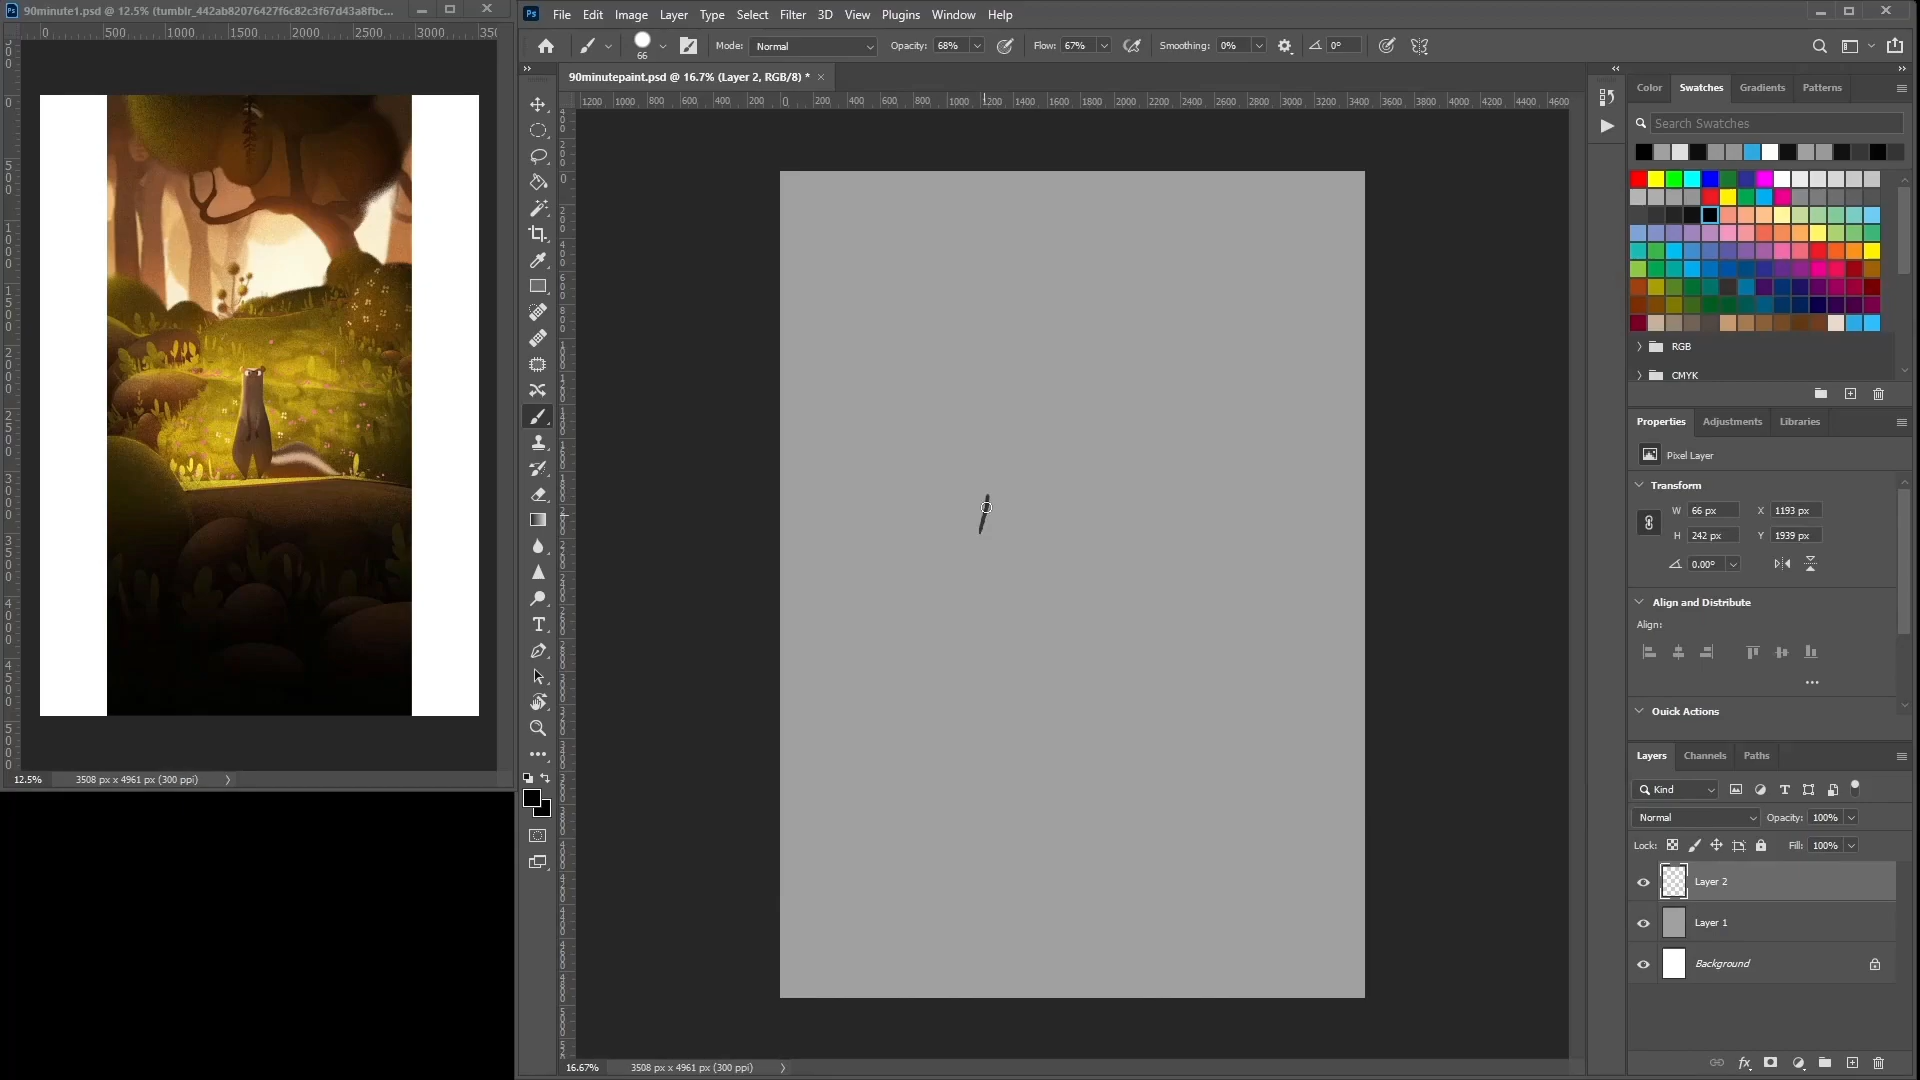 90minute1.psd @ 12.5% (tumblr_442ab82076427f6c82c3f67d43a8fbc...
0 500 1000 1500 2000 2500 3000
12.5% 3508 px x 4961 px (300 ppi)
File Edit Image Layer Type Select Filter 3D View Plugins Window Help
66 Mode: Normal Opacity: 68% Flow: 67% Smoothing: 0% 0°
90minutepaint.psd @ 16.7% (Layer 2, RGB/8) *
1200 1000 800 600 400 200 0 200 400 600 800 1000 1200 1400 1600 1800 2000 2200 2400 2600 2800 3000 3200 3400 3600 3800 4000 4200 4400 4600
16.67% 3508 px x 4961 px (300 ppi)
Color Swatches Gradients Patterns
Search Swatches
RGB
CMYK
Properties Adjustments Libraries
Pixel Layer
Transform
W 66 px X 1193 px
H 242 px Y 1939 px
0.00°
Align and Distribute
Align:
Quick Actions
Layers Channels Paths
Kind
Normal Opacity: 100%
Lock: Fill: 100%
Layer 2
Layer 1
Background